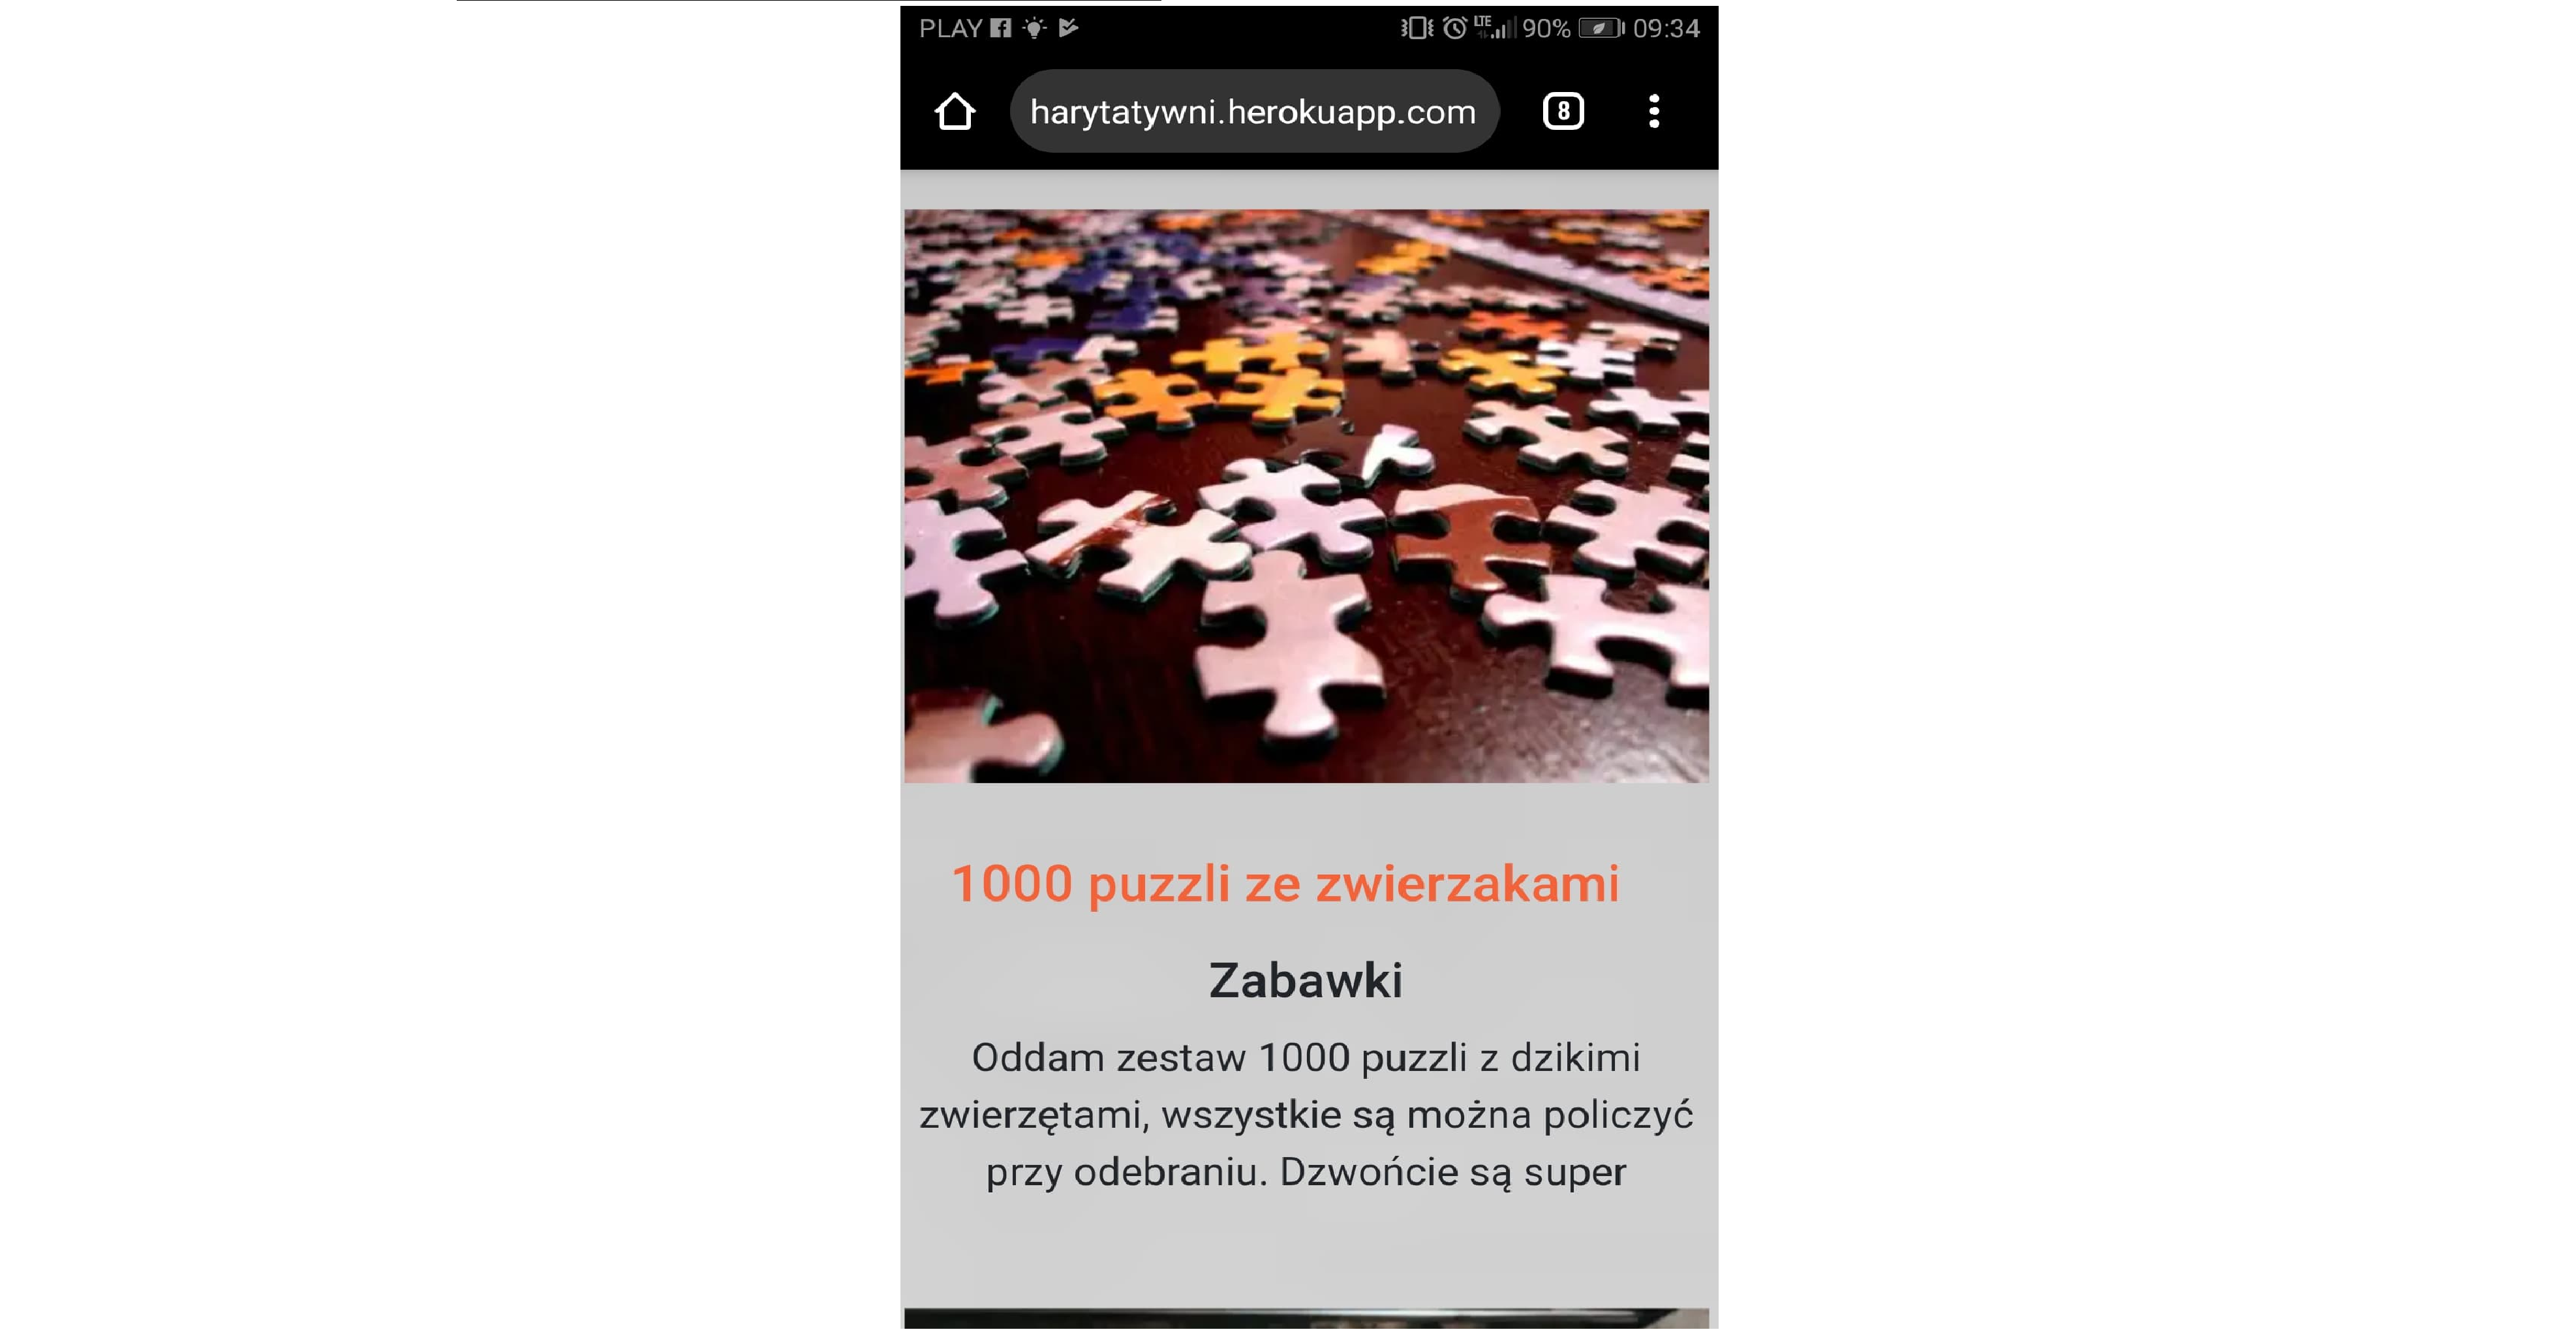 PLAY LTE 90% 09:34
harytatywni.herokuapp.com 8
1000 puzzli ze zwierzakami
Zabawki
Oddam zestaw 1000 puzzli z dzikimi
zwierzętami, wszystkie są można policzyć
przy odebraniu. Dzwońcie są super